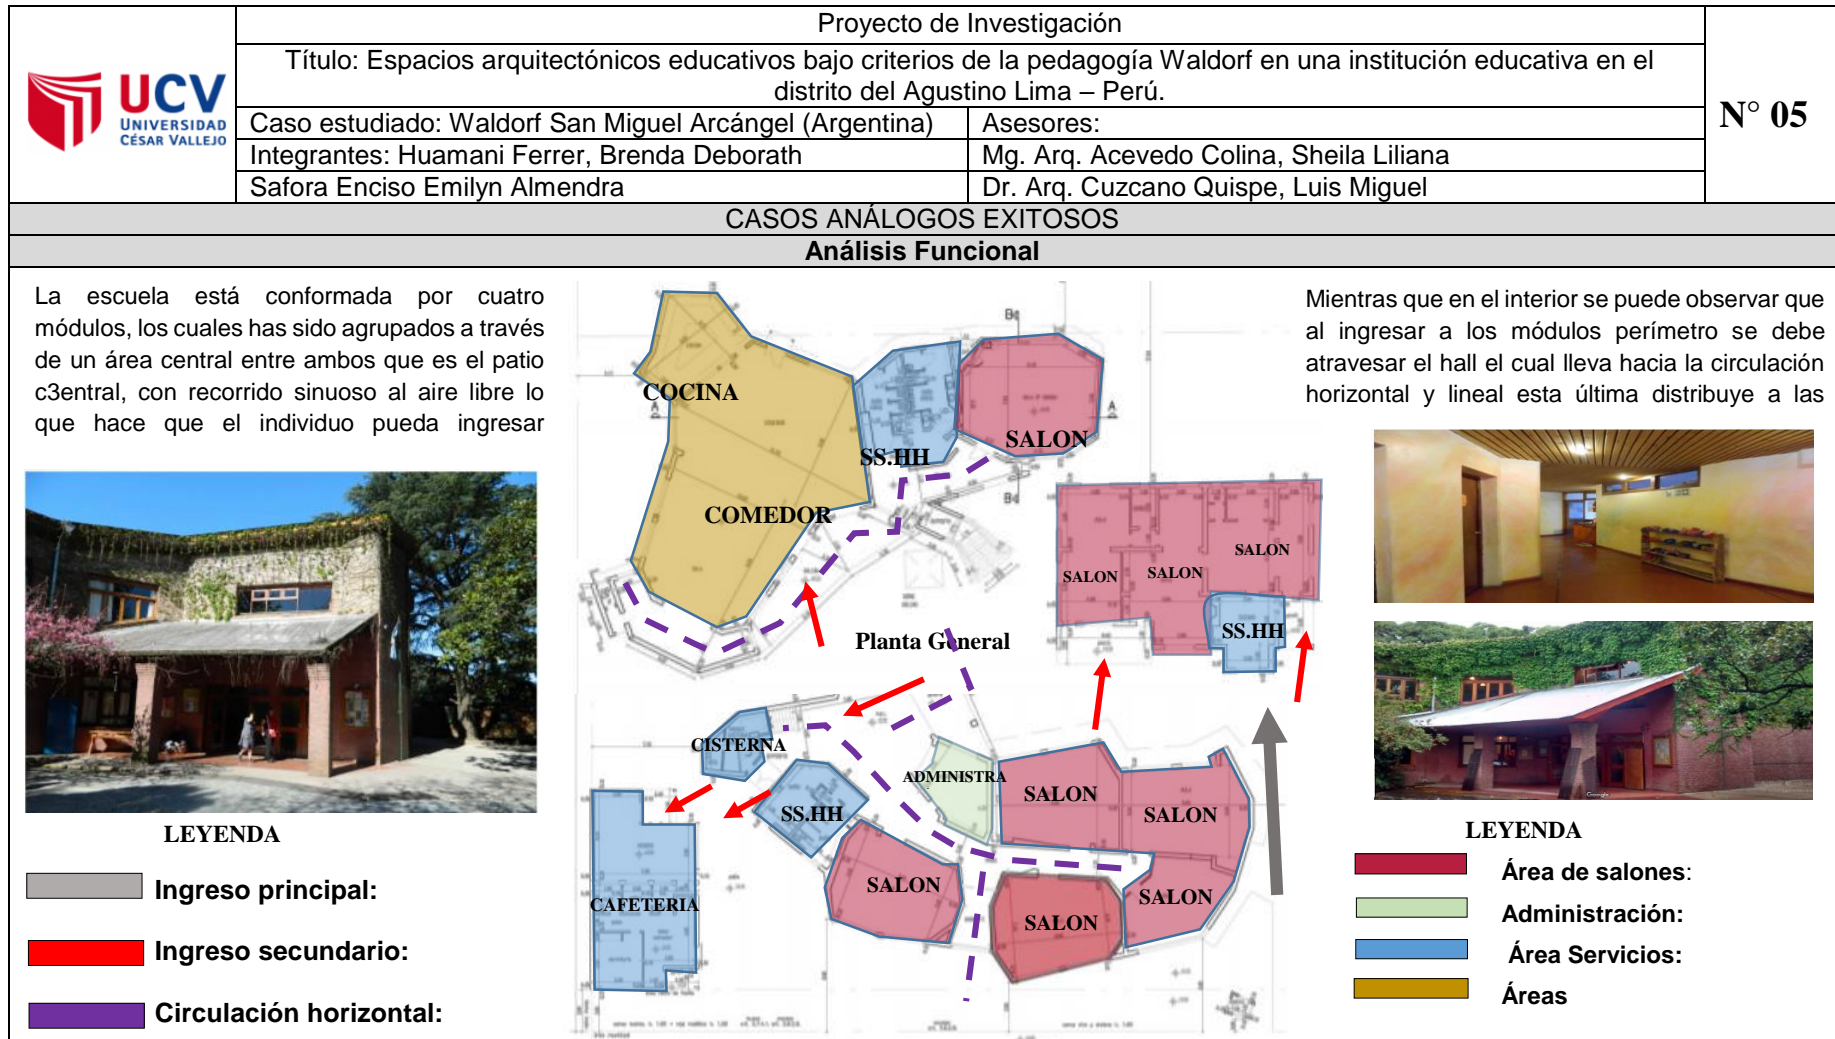 UCV
UNIVERSIDAD
CÉSAR VALLEJO
Proyecto de Investigación
Título: Espacios arquitectónicos educativos bajo criterios de la pedagogía Waldorf en una institución educativa en el
distrito del Agustino Lima – Perú.
Caso estudiado: Waldorf San Miguel Arcángel (Argentina)
Asesores:
Integrantes: Huamani Ferrer, Brenda Deborath
Mg. Arq. Acevedo Colina, Sheila Liliana
Safora Enciso Emilyn Almendra
Dr. Arq. Cuzcano Quispe, Luis Miguel
N° 05
CASOS ANÁLOGOS EXITOSOS
Análisis Funcional
La escuela está conformada por cuatro
módulos, los cuales has sido agrupados a través
de un área central entre ambos que es el patio
c3entral, con recorrido sinuoso al aire libre lo
que hace que el individuo pueda ingresar
LEYENDA
Ingreso principal:
Ingreso secundario:
Circulación horizontal:
COCINA
COMEDOR
SS.HH
SALON
SALON
SALON
SALON
SS.HH
Planta General
CISTERNA
SS.HH
CAFETERIA
ADMINISTRA
SALON
SALON
SALON
SALON
SALON
Mientras que en el interior se puede observar que
al ingresar a los módulos perímetro se debe
atravesar el hall el cual lleva hacia la circulación
horizontal y lineal esta última distribuye a las
LEYENDA
Área de salones:
Administración:
Área Servicios:
Áreas